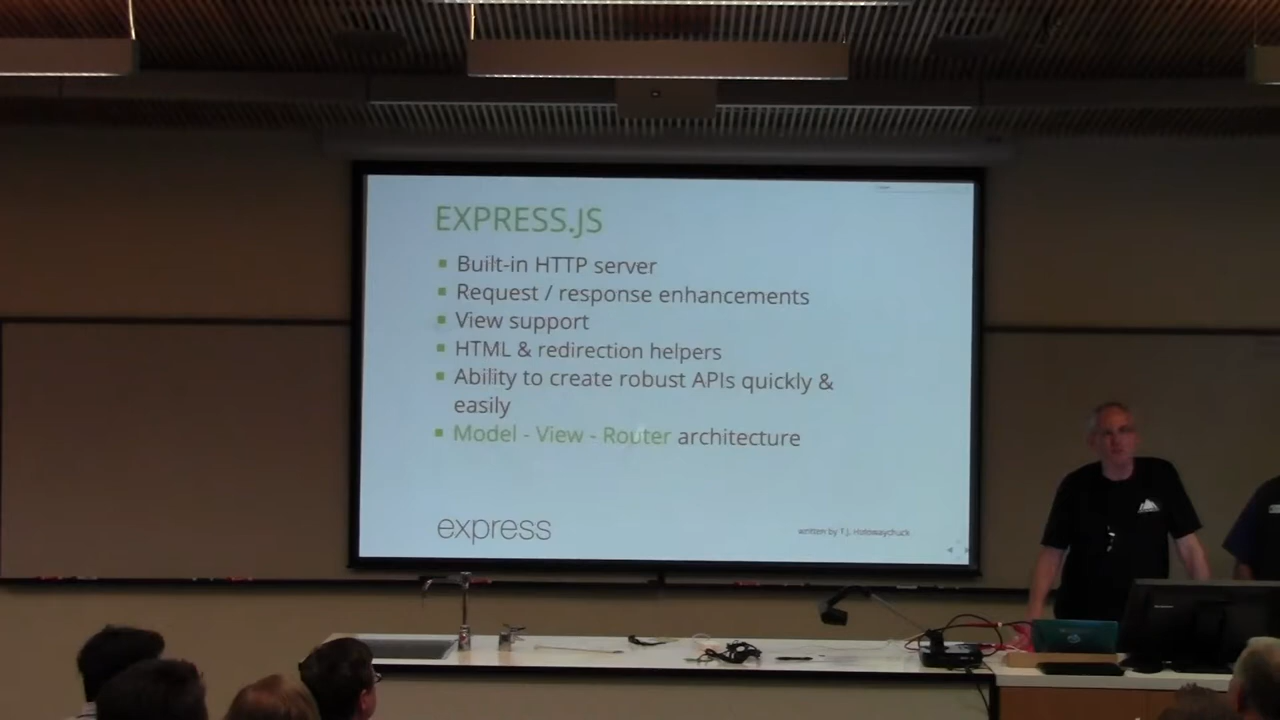 EXPRESS.JS
Built-in HTTP server
Request / response enhancements
View support
HTML & redirection helpers
Ability to create robust APIs quickly &
easily
Model - View - Router architecture
express
written by T.J. Holowaychuck